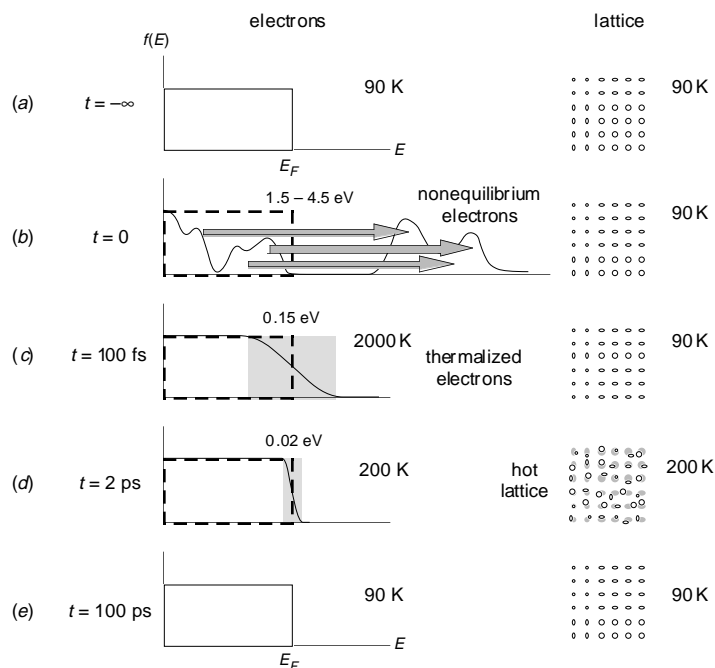 electrons
lattice
f(E)
(a) t = –∞ 90 K 90 K
E
E_F
1.5 – 4.5 eV
nonequilibrium
electrons
(b) t = 0 90 K
0.15 eV
(c) t = 100 fs 2000 K 90 K
thermalized
electrons
0.02 eV
(d) t = 2 ps 200 K 200 K
hot
lattice
(e) t = 100 ps 90 K 90 K
E
E_F